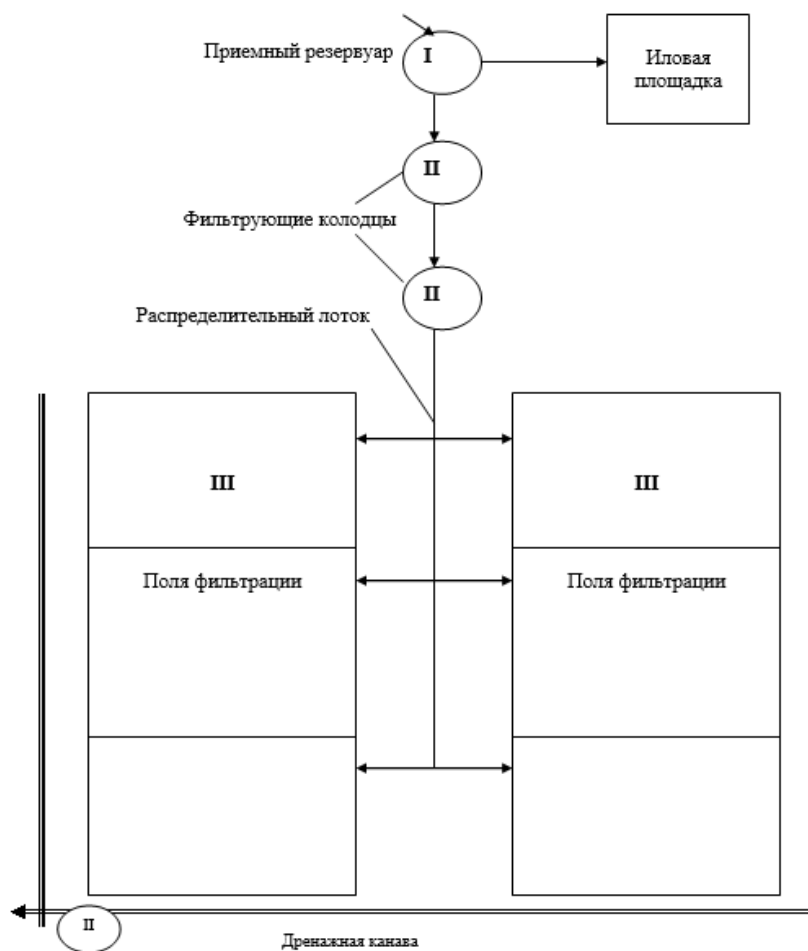 Приемный резервуар
I
Иловая
площадка
II
Фильтрующие колодцы
II
Распределительный лоток
III
III
Поля фильтрации
Поля фильтрации
II
Дренажная канава